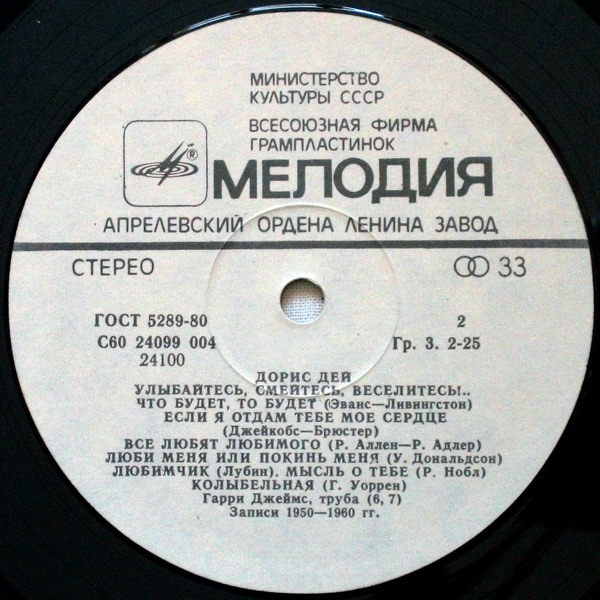 МИНИСТЕРСТВО
КУЛЬТУРЫ СССР
ВСЕСОЮЗНАЯ ФИРМА
ГРАМПЛАСТИНОК
®
МЕЛОДИЯ
АПРЕЛЕВСКИЙ ОРДЕНА ЛЕНИНА ЗАВОД
СТЕРЕО 33
ГОСТ 5289-80 2
С60 24099 004 Гр. 3. 2-25
24100
ДОРИС ДЕЙ
УЛЫБАЙТЕСЬ, СМЕЙТЕСЬ, ВЕСЕЛИТЕСЬ!..
ЧТО БУДЕТ, ТО БУДЕТ (Эванс—Ливингстон)
ЕСЛИ Я ОТДАМ ТЕБЕ МОЕ СЕРДЦЕ
(Джейкобс—Брюстер)
ВСЕ ЛЮБЯТ ЛЮБИМОГО (Р. Аллен—Р. Адлер)
ЛЮБИ МЕНЯ ИЛИ ПОКИНЬ МЕНЯ (У. Дональдсон)
ЛЮБИМЧИК (Лубин). МЫСЛЬ О ТЕБЕ (Р. Нобл)
КОЛЫБЕЛЬНАЯ (Г. Уоррен)
Гарри Джеймс, труба (6, 7)
Записи 1950—1960 гг.